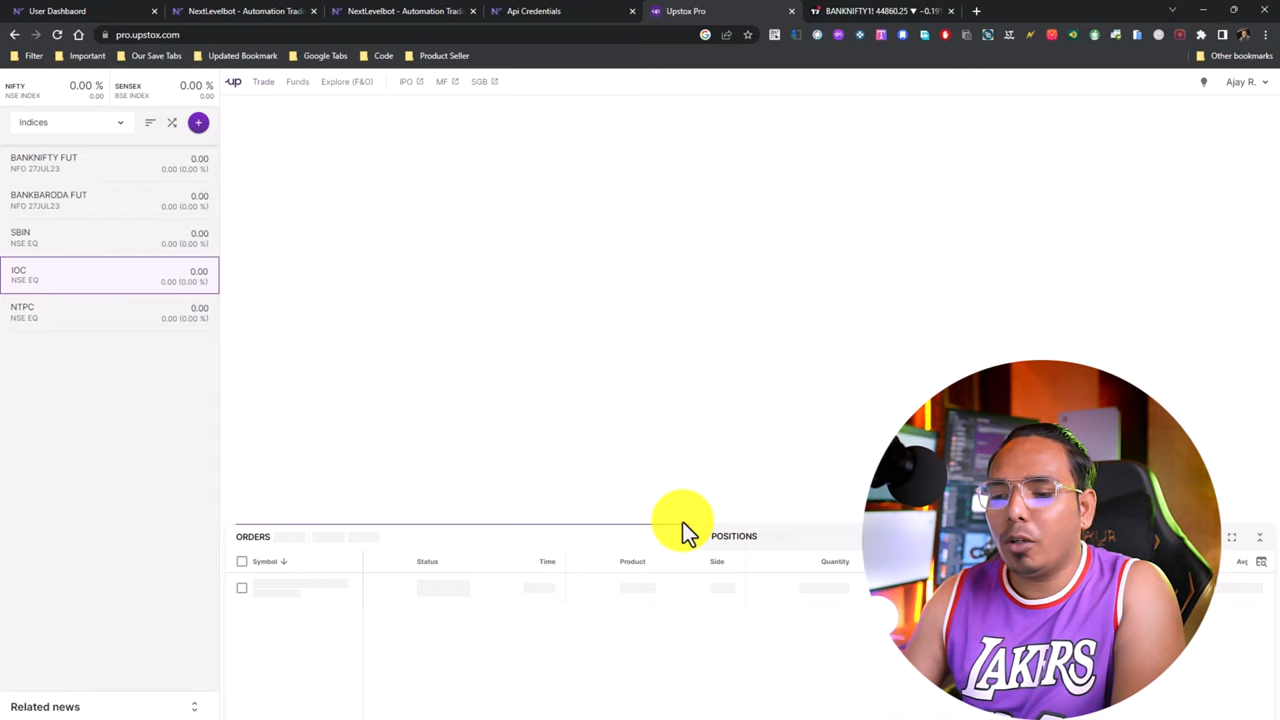 User Dashbaord
NextLevelbot - Automation Tradi
NextLevelbot - Automation Tradi
Api Credentials
Upstox Pro
BANKNIFTY1! 44860.25 ▼ −0.19
pro.upstox.com
Filter
Important
Our Save Tabs
Updated Bookmark
Google Tabs
Code
Product Seller
Other bookmarks
NIFTY 0.00 %
NSE INDEX 0.00
SENSEX 0.00 %
BSE INDEX 0.00
up Trade Funds Explore (F&O) IPO MF SGB
Ajay R.
Indices
BANKNIFTY FUT 0.00
NFO 27JUL23 0.00 (0.00 %)
BANKBARODA FUT 0.00
NFO 27JUL23 0.00 (0.00 %)
SBIN 0.00
NSE EQ 0.00 (0.00 %)
IOC 0.00
NSE EQ 0.00 (0.00 %)
NTPC 0.00
NSE EQ 0.00 (0.00 %)
ORDERS
POSITIONS
Symbol Status Time Product Side Quantity
LAKERS
Related news